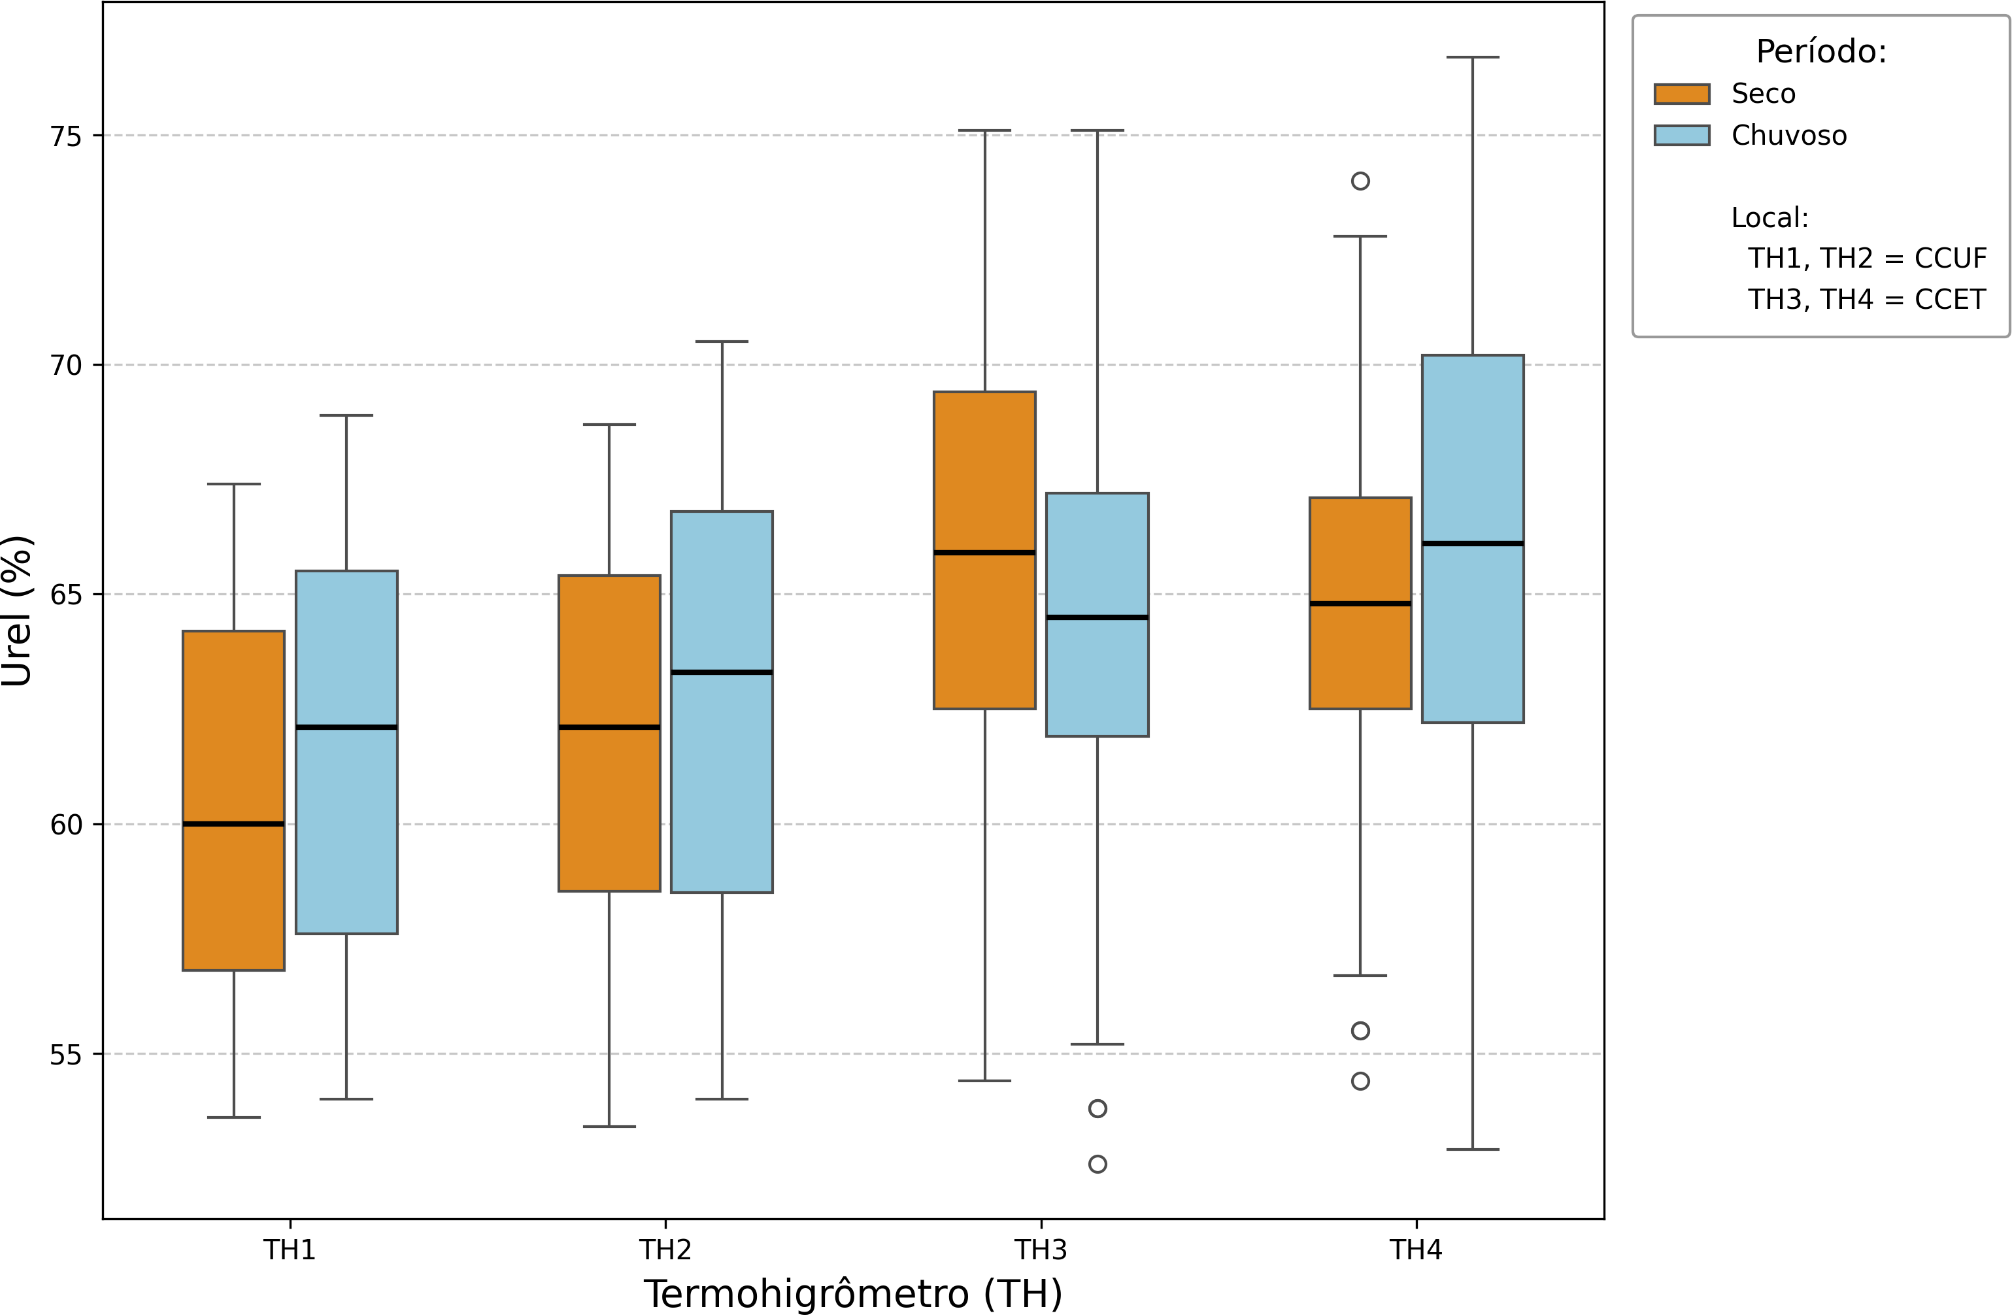 Urel (%)
75
70
65
60
55
TH1 TH2 TH3 TH4
Termohigrômetro (TH)
Período:
Seco
Chuvoso
Local:
TH1, TH2 = CCUF
TH3, TH4 = CCET